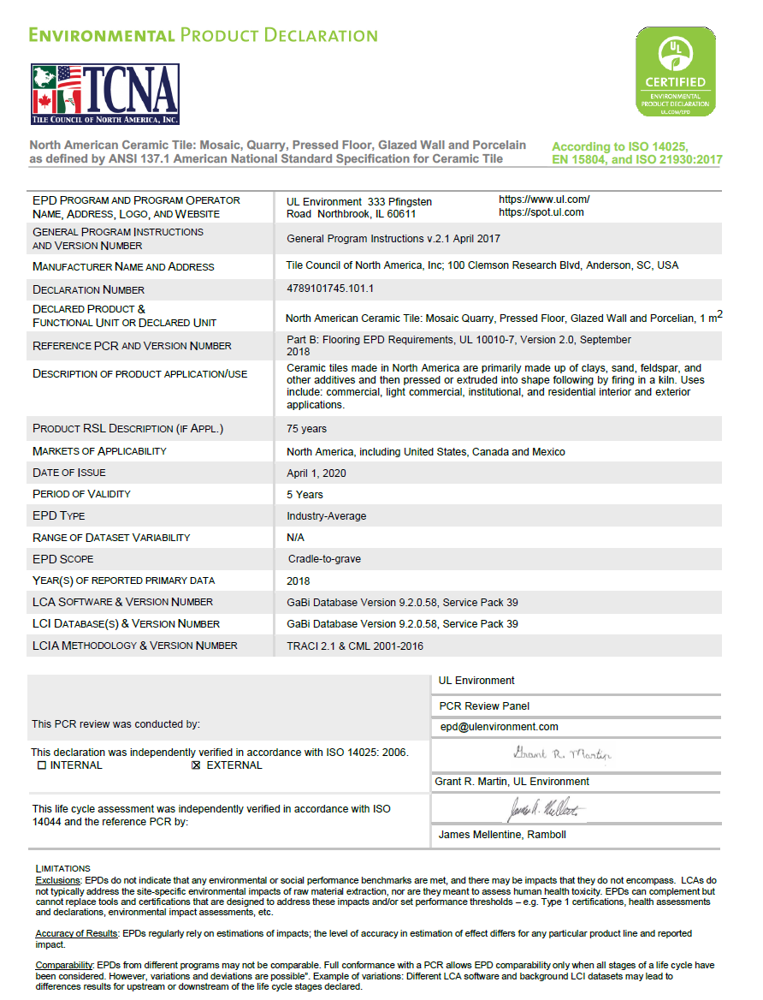 ENVIRONMENTAL PRODUCT DECLARATION
TCNA
TILE COUNCIL OF NORTH AMERICA, INC.
UL
CERTIFIED
ENVIRONMENTAL
PRODUCT DECLARATION
UL.COM/EPD
North American Ceramic Tile: Mosaic, Quarry, Pressed Floor, Glazed Wall and Porcelain
as defined by ANSI 137.1 American National Standard Specification for Ceramic Tile
According to ISO 14025,
EN 15804, and ISO 21930:2017
EPD PROGRAM AND PROGRAM OPERATOR
NAME, ADDRESS, LOGO, AND WEBSITE
UL Environment 333 Pfingsten
Road Northbrook, IL 60611
https://www.ul.com/
https://spot.ul.com
GENERAL PROGRAM INSTRUCTIONS
AND VERSION NUMBER
General Program Instructions v.2.1 April 2017
MANUFACTURER NAME AND ADDRESS
Tile Council of North America, Inc; 100 Clemson Research Blvd, Anderson, SC, USA
DECLARATION NUMBER
4789101745.101.1
DECLARED PRODUCT &
FUNCTIONAL UNIT OR DECLARED UNIT
North American Ceramic Tile: Mosaic Quarry, Pressed Floor, Glazed Wall and Porcelian, 1 m2
REFERENCE PCR AND VERSION NUMBER
Part B: Flooring EPD Requirements, UL 10010-7, Version 2.0, September
2018
DESCRIPTION OF PRODUCT APPLICATION/USE
Ceramic tiles made in North America are primarily made up of clays, sand, feldspar, and
other additives and then pressed or extruded into shape following by firing in a kiln. Uses
include: commercial, light commercial, institutional, and residential interior and exterior
applications.
PRODUCT RSL DESCRIPTION (IF APPL.)
75 years
MARKETS OF APPLICABILITY
North America, including United States, Canada and Mexico
DATE OF ISSUE
April 1, 2020
PERIOD OF VALIDITY
5 Years
EPD TYPE
Industry-Average
RANGE OF DATASET VARIABILITY
N/A
EPD SCOPE
Cradle-to-grave
YEAR(S) OF REPORTED PRIMARY DATA
2018
LCA SOFTWARE & VERSION NUMBER
GaBi Database Version 9.2.0.58, Service Pack 39
LCI DATABASE(S) & VERSION NUMBER
GaBi Database Version 9.2.0.58, Service Pack 39
LCIA METHODOLOGY & VERSION NUMBER
TRACI 2.1 & CML 2001-2016
This PCR review was conducted by:
UL Environment
PCR Review Panel
epd@ulenvironment.com
This declaration was independently verified in accordance with ISO 14025: 2006.
☐ INTERNAL ☒ EXTERNAL
Grant R. Martin
Grant R. Martin, UL Environment
This life cycle assessment was independently verified in accordance with ISO
14044 and the reference PCR by:
James Mellentine, Ramboll
LIMITATIONS
Exclusions: EPDs do not indicate that any environmental or social performance benchmarks are met, and there may be impacts that they do not encompass. LCAs do
not typically address the site-specific environmental impacts of raw material extraction, nor are they meant to assess human health toxicity. EPDs can complement but
cannot replace tools and certifications that are designed to address these impacts and/or set performance thresholds – e.g. Type 1 certifications, health assessments
and declarations, environmental impact assessments, etc.
Accuracy of Results: EPDs regularly rely on estimations of impacts; the level of accuracy in estimation of effect differs for any particular product line and reported
impact.
Comparability: EPDs from different programs may not be comparable. Full conformance with a PCR allows EPD comparability only when all stages of a life cycle have
been considered. However, variations and deviations are possible". Example of variations: Different LCA software and background LCI datasets may lead to
differences results for upstream or downstream of the life cycle stages declared.